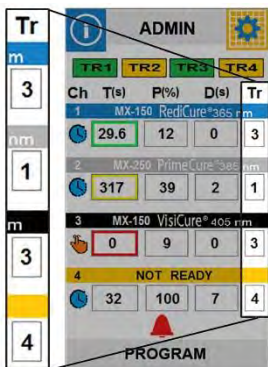 Tr
m
3
nm
1
m
3
4
i ADMIN
TR1 TR2 TR3 TR4
Ch T(s) P(%) D(s) Tr
1 MX-150 RediCure®365 nm
29.6 12 0 3
2 MX-250 PrimeCure®385 nm
317 39 2 1
3 MX-150 VisiCure® 405 nm
0 9 0 3
4 NOT READY
32 100 7 4
PROGRAM